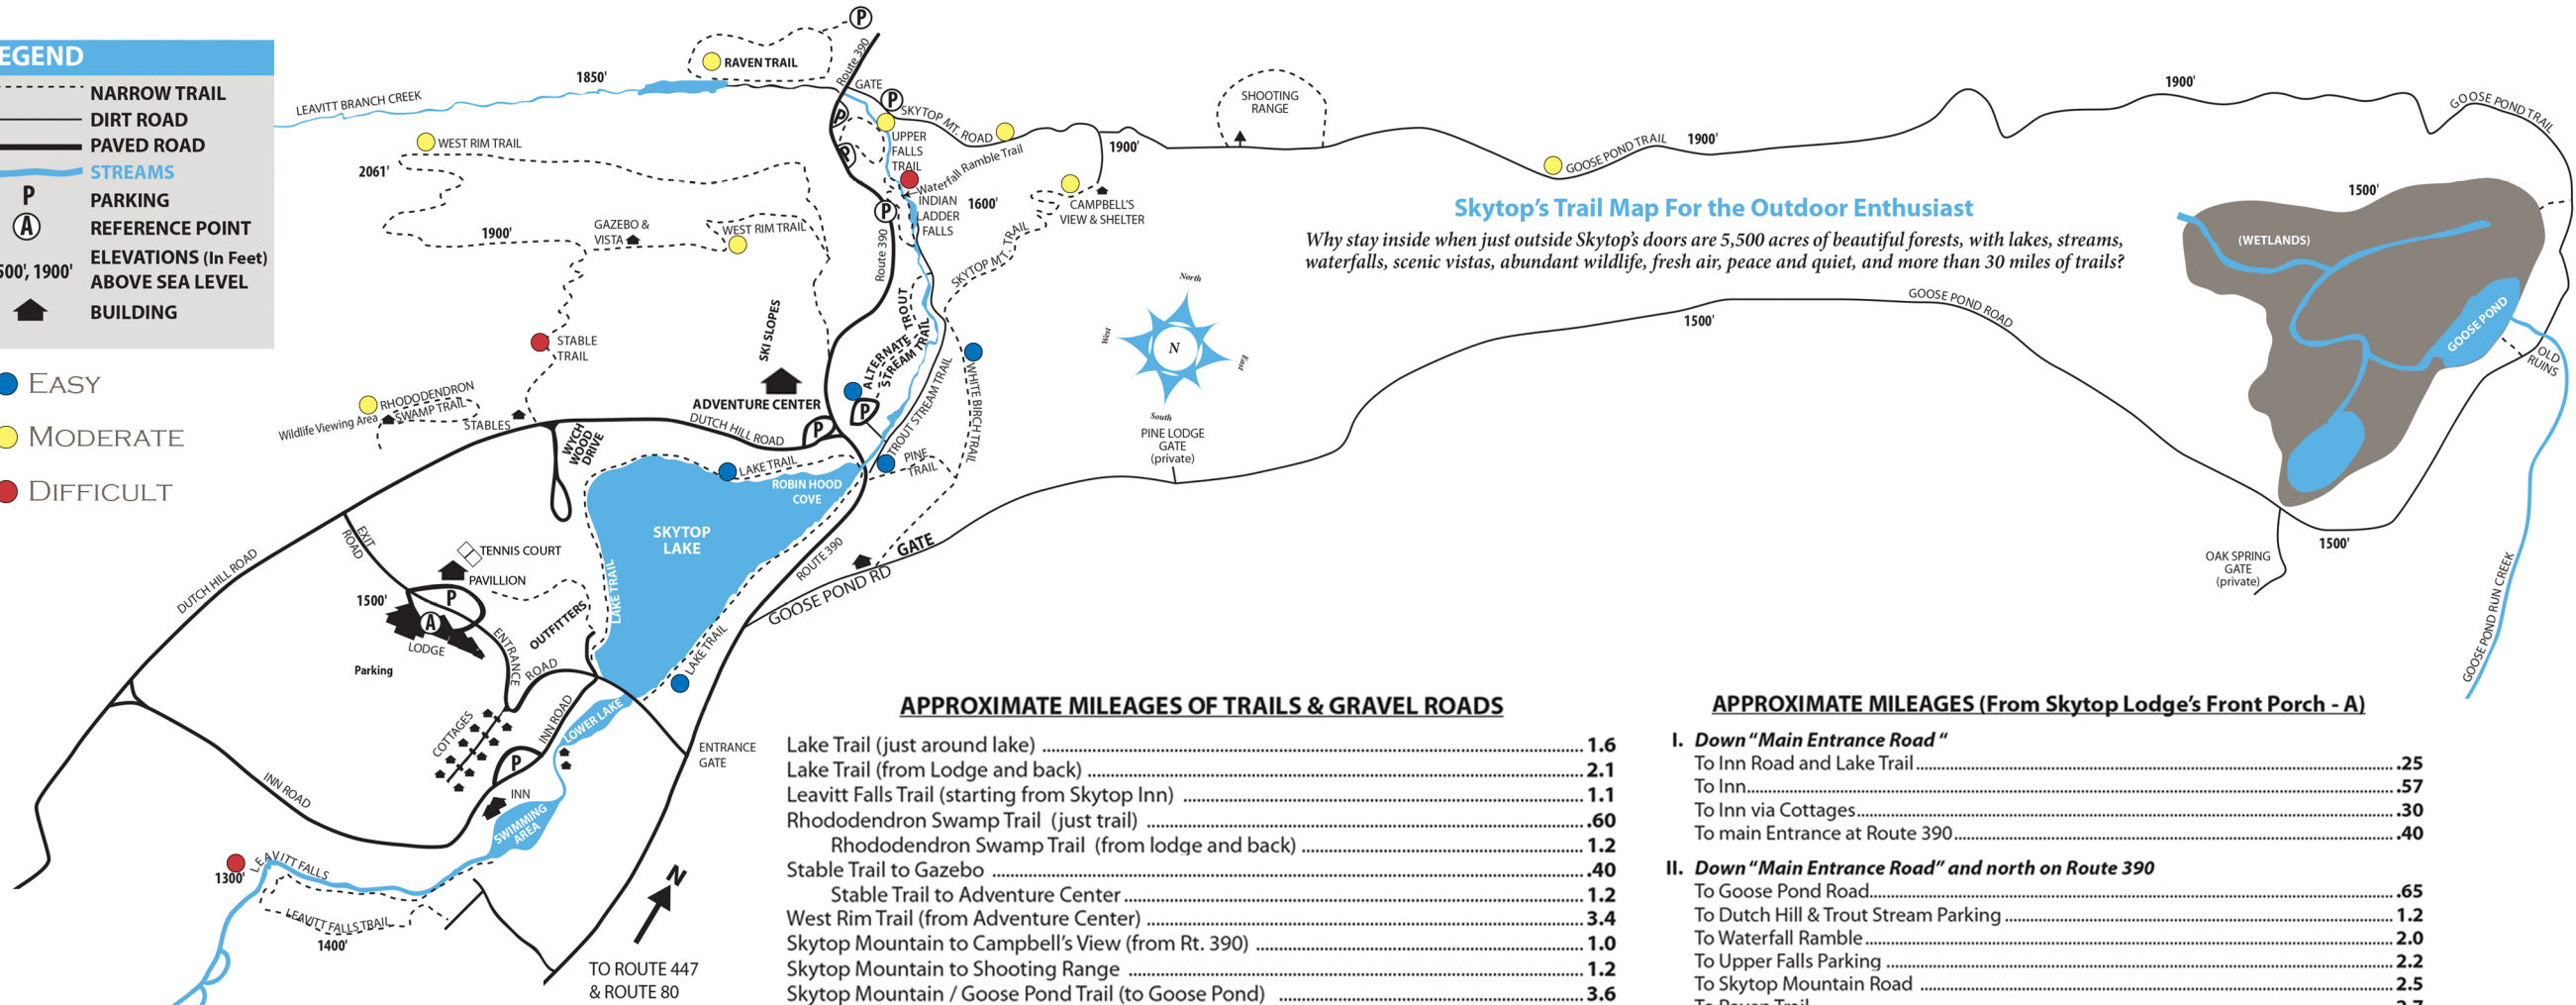 EGEND
NARROW TRAIL
DIRT ROAD
PAVED ROAD
STREAMS
P
PARKING
A
REFERENCE POINT
500', 1900'
ELEVATIONS (In Feet)
ABOVE SEA LEVEL
BUILDING
EASY
MODERATE
DIFFICULT
LEAVITT BRANCH CREEK
1850'
RAVEN TRAIL
P
Route 390
GATE
P
SKYTOP MT. ROAD
P
UPPER
FALLS
TRAIL
Waterfall Ramble Trail
INDIAN
LADDER
FALLS
1600'
P
P
Route 390
WEST RIM TRAIL
2061'
1900'
GAZEBO &
VISTA
WEST RIM TRAIL
STABLE
TRAIL
SKI SLOPES
ADVENTURE CENTER
ALTERNATE TROUT
STREAM TRAIL
P
TROUT STREAM TRAIL
WHITE BIRCH TRAIL
SKYTOP MT. TRAIL
CAMPBELL'S
VIEW & SHELTER
1900'
SHOOTING
RANGE
GOOSE POND TRAIL
1900'
1900'
GOOSE POND TRAIL
Skytop's Trail Map For the Outdoor Enthusiast
Why stay inside when just outside Skytop's doors are 5,500 acres of beautiful forests, with lakes, streams,
waterfalls, scenic vistas, abundant wildlife, fresh air, peace and quiet, and more than 30 miles of trails?
North
West
N
East
South
PINE LODGE
GATE
(private)
1500'
GOOSE POND ROAD
1500'
(WETLANDS)
GOOSE POND
OLD
RUINS
1500'
OAK SPRING
GATE
(private)
GOOSE POND RUN CREEK
RHODODENDRON
SWAMP TRAIL
Wildlife Viewing Area
STABLES
WYCH
WOOD
DRIVE
DUTCH HILL ROAD
P
LAKE TRAIL
ROBIN HOOD
COVE
PINE
TRAIL
SKYTOP
LAKE
LAKE TRAIL
ROUTE 390
GATE
GOOSE POND RD
DUTCH HILL ROAD
EXIT
ROAD
TENNIS COURT
PAVILLION
1500'
P
A
LODGE
ENTRANCE
ROAD
OUTFITTERS
Parking
LAKE TRAIL
COTTAGES
INN ROAD
LOWER LAKE
P
INN
SWIMMING
AREA
ENTRANCE
GATE
INN ROAD
LEAVITT FALLS
1300'
LEAVITT FALLS TRAIL
1400'
N
TO ROUTE 447
& ROUTE 80
APPROXIMATE MILEAGES OF TRAILS & GRAVEL ROADS
Lake Trail (just around lake) 1.6
Lake Trail (from Lodge and back) 2.1
Leavitt Falls Trail (starting from Skytop Inn) 1.1
Rhododendron Swamp Trail (just trail) .60
Rhododendron Swamp Trail (from lodge and back) 1.2
Stable Trail to Gazebo .40
Stable Trail to Adventure Center 1.2
West Rim Trail (from Adventure Center) 3.4
Skytop Mountain to Campbell's View (from Rt. 390) 1.0
Skytop Mountain to Shooting Range 1.2
Skytop Mountain / Goose Pond Trail (to Goose Pond) 3.6
APPROXIMATE MILEAGES (From Skytop Lodge's Front Porch - A)
I. Down "Main Entrance Road "
To Inn Road and Lake Trail .25
To Inn .57
To Inn via Cottages .30
To main Entrance at Route 390 .40
II. Down "Main Entrance Road" and north on Route 390
To Goose Pond Road .65
To Dutch Hill & Trout Stream Parking 1.2
To Waterfall Ramble 2.0
To Upper Falls Parking 2.2
To Skytop Mountain Road 2.5